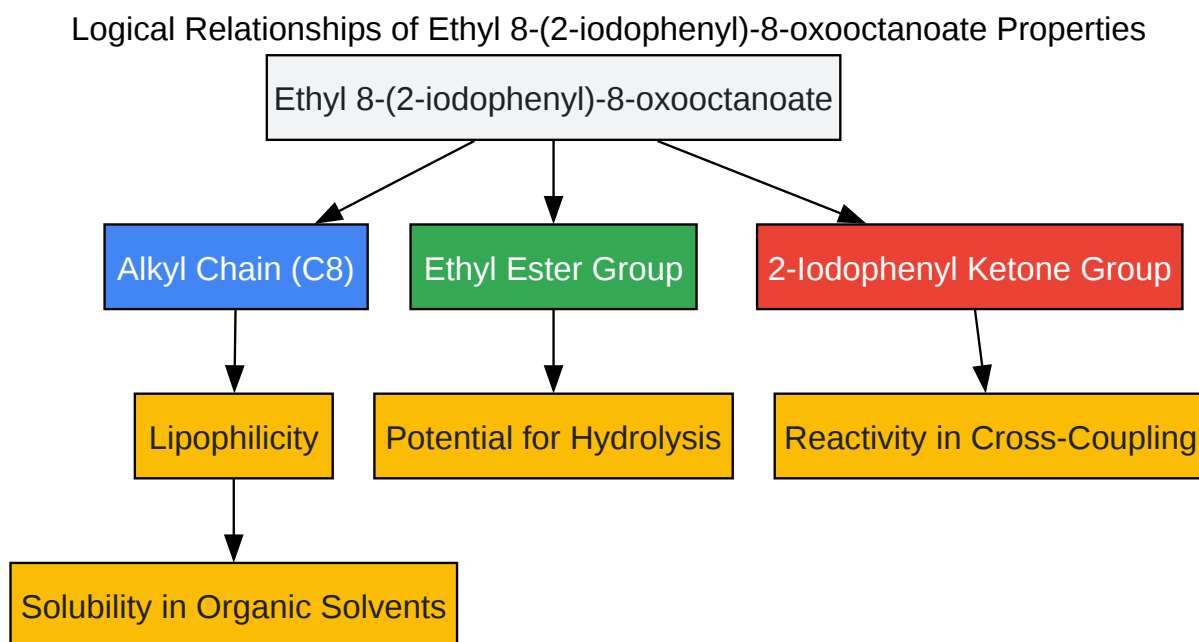 Logical Relationships of Ethyl 8-(2-iodophenyl)-8-oxooctanoate Properties
Ethyl 8-(2-iodophenyl)-8-oxooctanoate
Alkyl Chain (C8)
Ethyl Ester Group
2-Iodophenyl Ketone Group
Lipophilicity
Potential for Hydrolysis
Reactivity in Cross-Coupling
Solubility in Organic Solvents